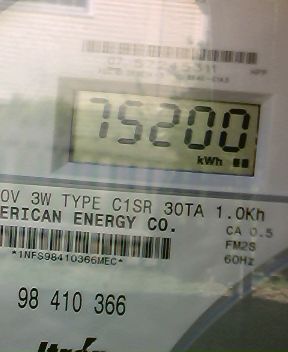 75200
kWh
0V 3W TYPE C1SR 30TA 1.0Kh
ERICAN ENERGY CO.
CA 0.5
FM2S
60Hz
*1NFS98410366MEC*
98 410 366
Itron